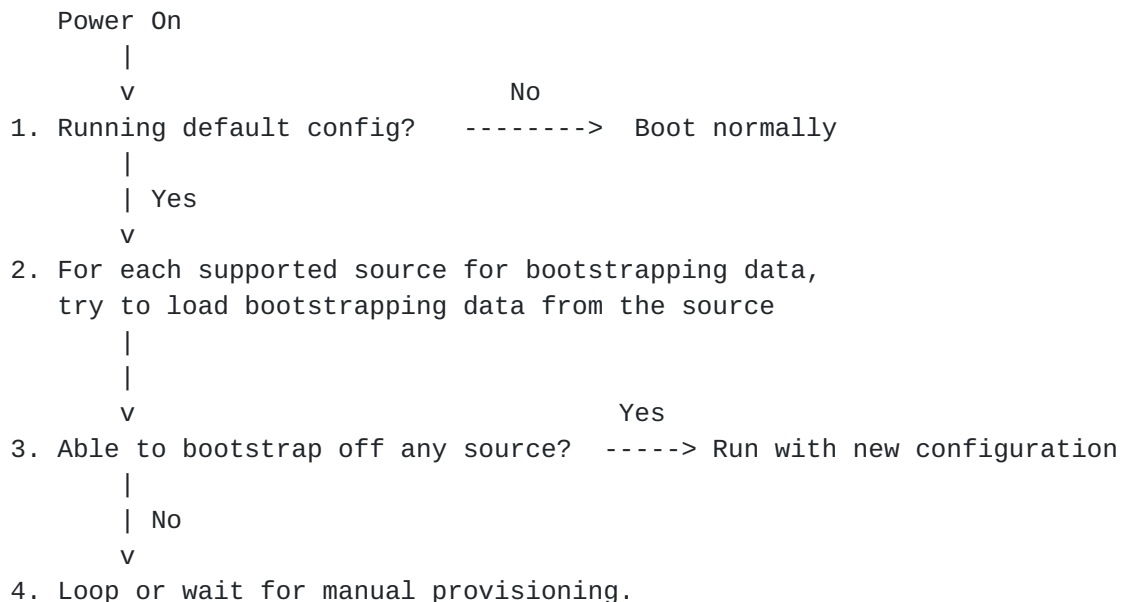 Power On
|
v No
1. Running default config? --------> Boot normally
|
| Yes
v
2. For each supported source for bootstrapping data,
try to load bootstrapping data from the source
|
|
v Yes
3. Able to bootstrap off any source? -----> Run with new configuration
|
| No
v
4. Loop or wait for manual provisioning.